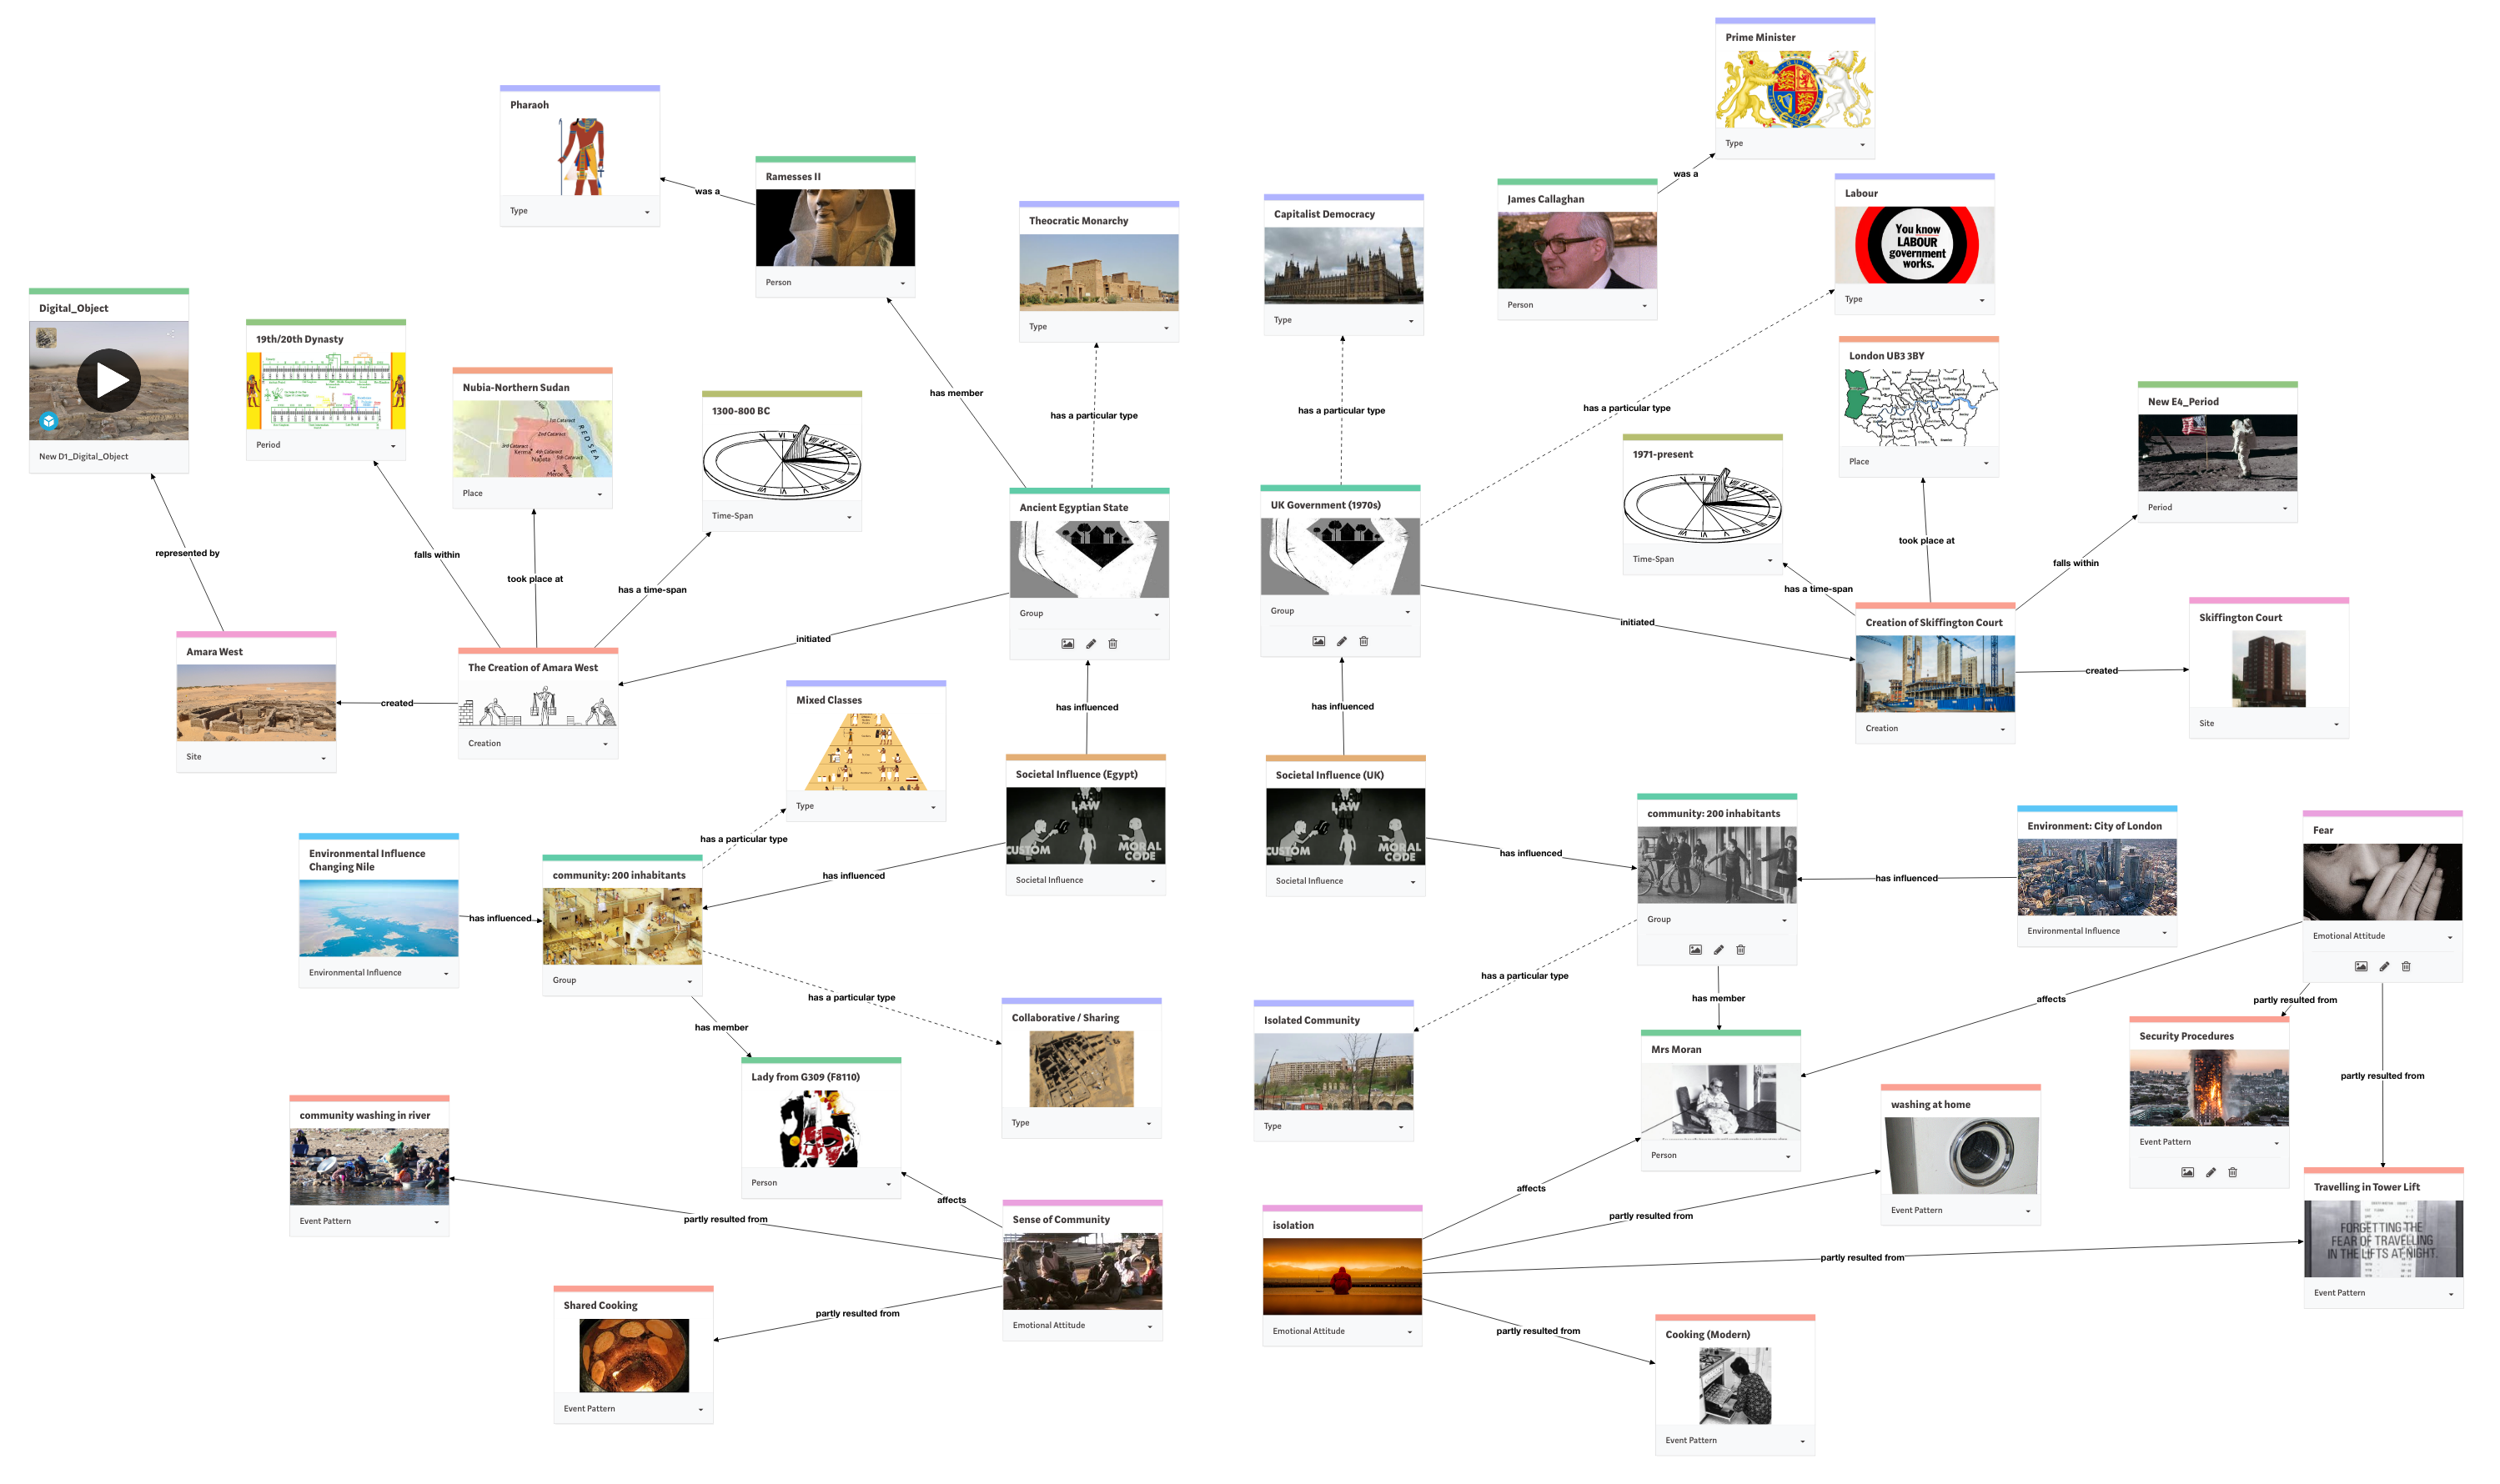 Prime Minister
Type
was a
Pharaoh
Type
was a
Ramesses II
Person
Theocratic Monarchy
Type
Capitalist Democracy
Type
James Callaghan
Person
Labour
You know
LABOUR
government
works.
Type
Digital_Object
New D1_Digital_Object
19th/20th Dynasty
Period
Nubia-Northern Sudan
1st Cataract
2nd Cataract
3rd Cataract
Kerma
4th Cataract
5th Cataract
Napata
Meroe
RED SEA
Place
1300-800 BC
Time-Span
has member
has a particular type
has a particular type
has a particular type
London UB3 3BY
Place
1971-present
Time-Span
New E4_Period
Period
represented by
falls within
took place at
has a time-span
Ancient Egyptian State
Group
UK Government (1970s)
Group
has a time-span
took place at
falls within
initiated
initiated
Amara West
Site
created
The Creation of Amara West
Creation
Creation of Skiffington Court
Creation
created
Skiffington Court
Site
Mixed Classes
Type
has influenced
has influenced
Societal Influence (Egypt)
LAW
CUSTOM
MORAL
CODE
Societal Influence
Societal Influence (UK)
LAW
CUSTOM
MORAL
CODE
Societal Influence
Environmental Influence
Changing Nile
Environmental Influence
has influenced
community: 200 inhabitants
Group
has a particular type
has influenced
has influenced
community: 200 inhabitants
Group
has influenced
Environment: City of London
Environmental Influence
Fear
Emotional Attitude
has a particular type
has member
Collaborative / Sharing
Type
Isolated Community
Type
has a particular type
has member
affects
partly resulted from
partly resulted from
Lady from G309 (F8110)
Person
Mrs Moran
Person
Security Procedures
Event Pattern
community washing in river
Event Pattern
washing at home
Event Pattern
Travelling in Tower Lift
FORGETTING THE
FEAR OF TRAVELLING
IN THE LIFTS AT NIGHT.
Event Pattern
partly resulted from
affects
Sense of Community
Emotional Attitude
isolation
Emotional Attitude
affects
partly resulted from
partly resulted from
partly resulted from
partly resulted from
Shared Cooking
Event Pattern
Cooking (Modern)
Event Pattern